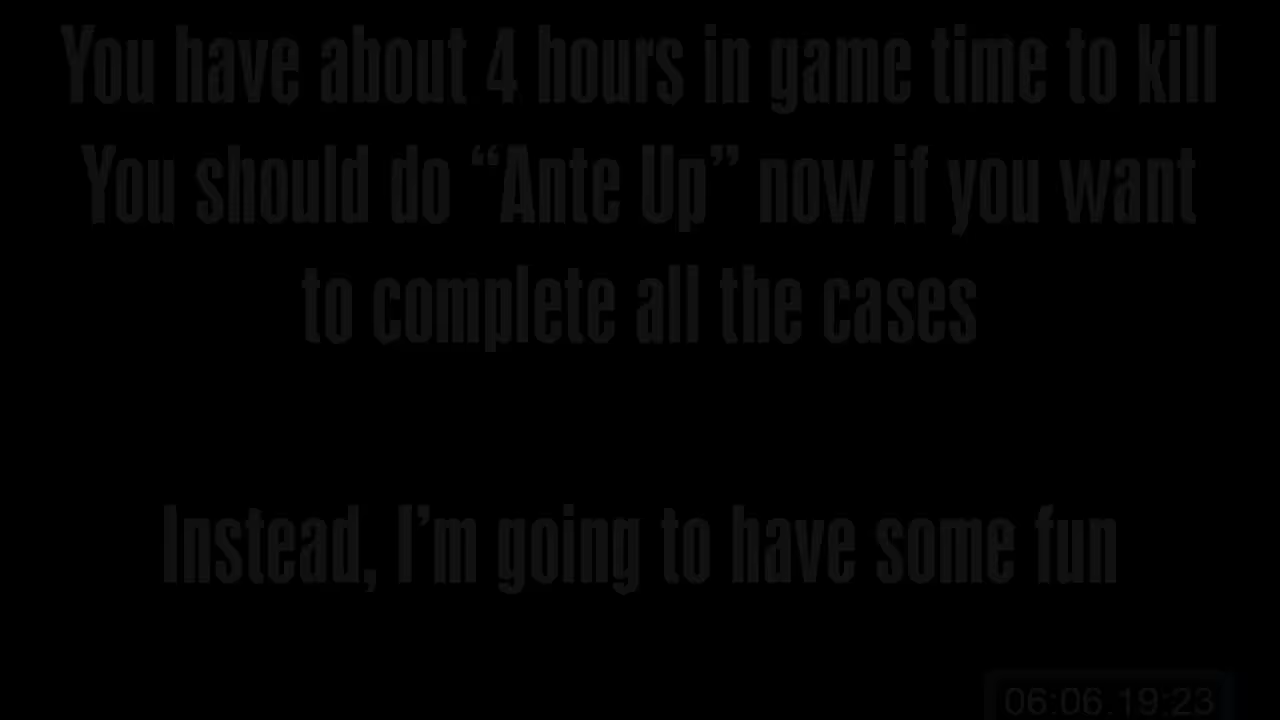 You have about 4 hours in game time to kill
You should do “Ante Up” now if you want
to complete all the cases
Instead, I’m going to have some fun
06:06.19:23